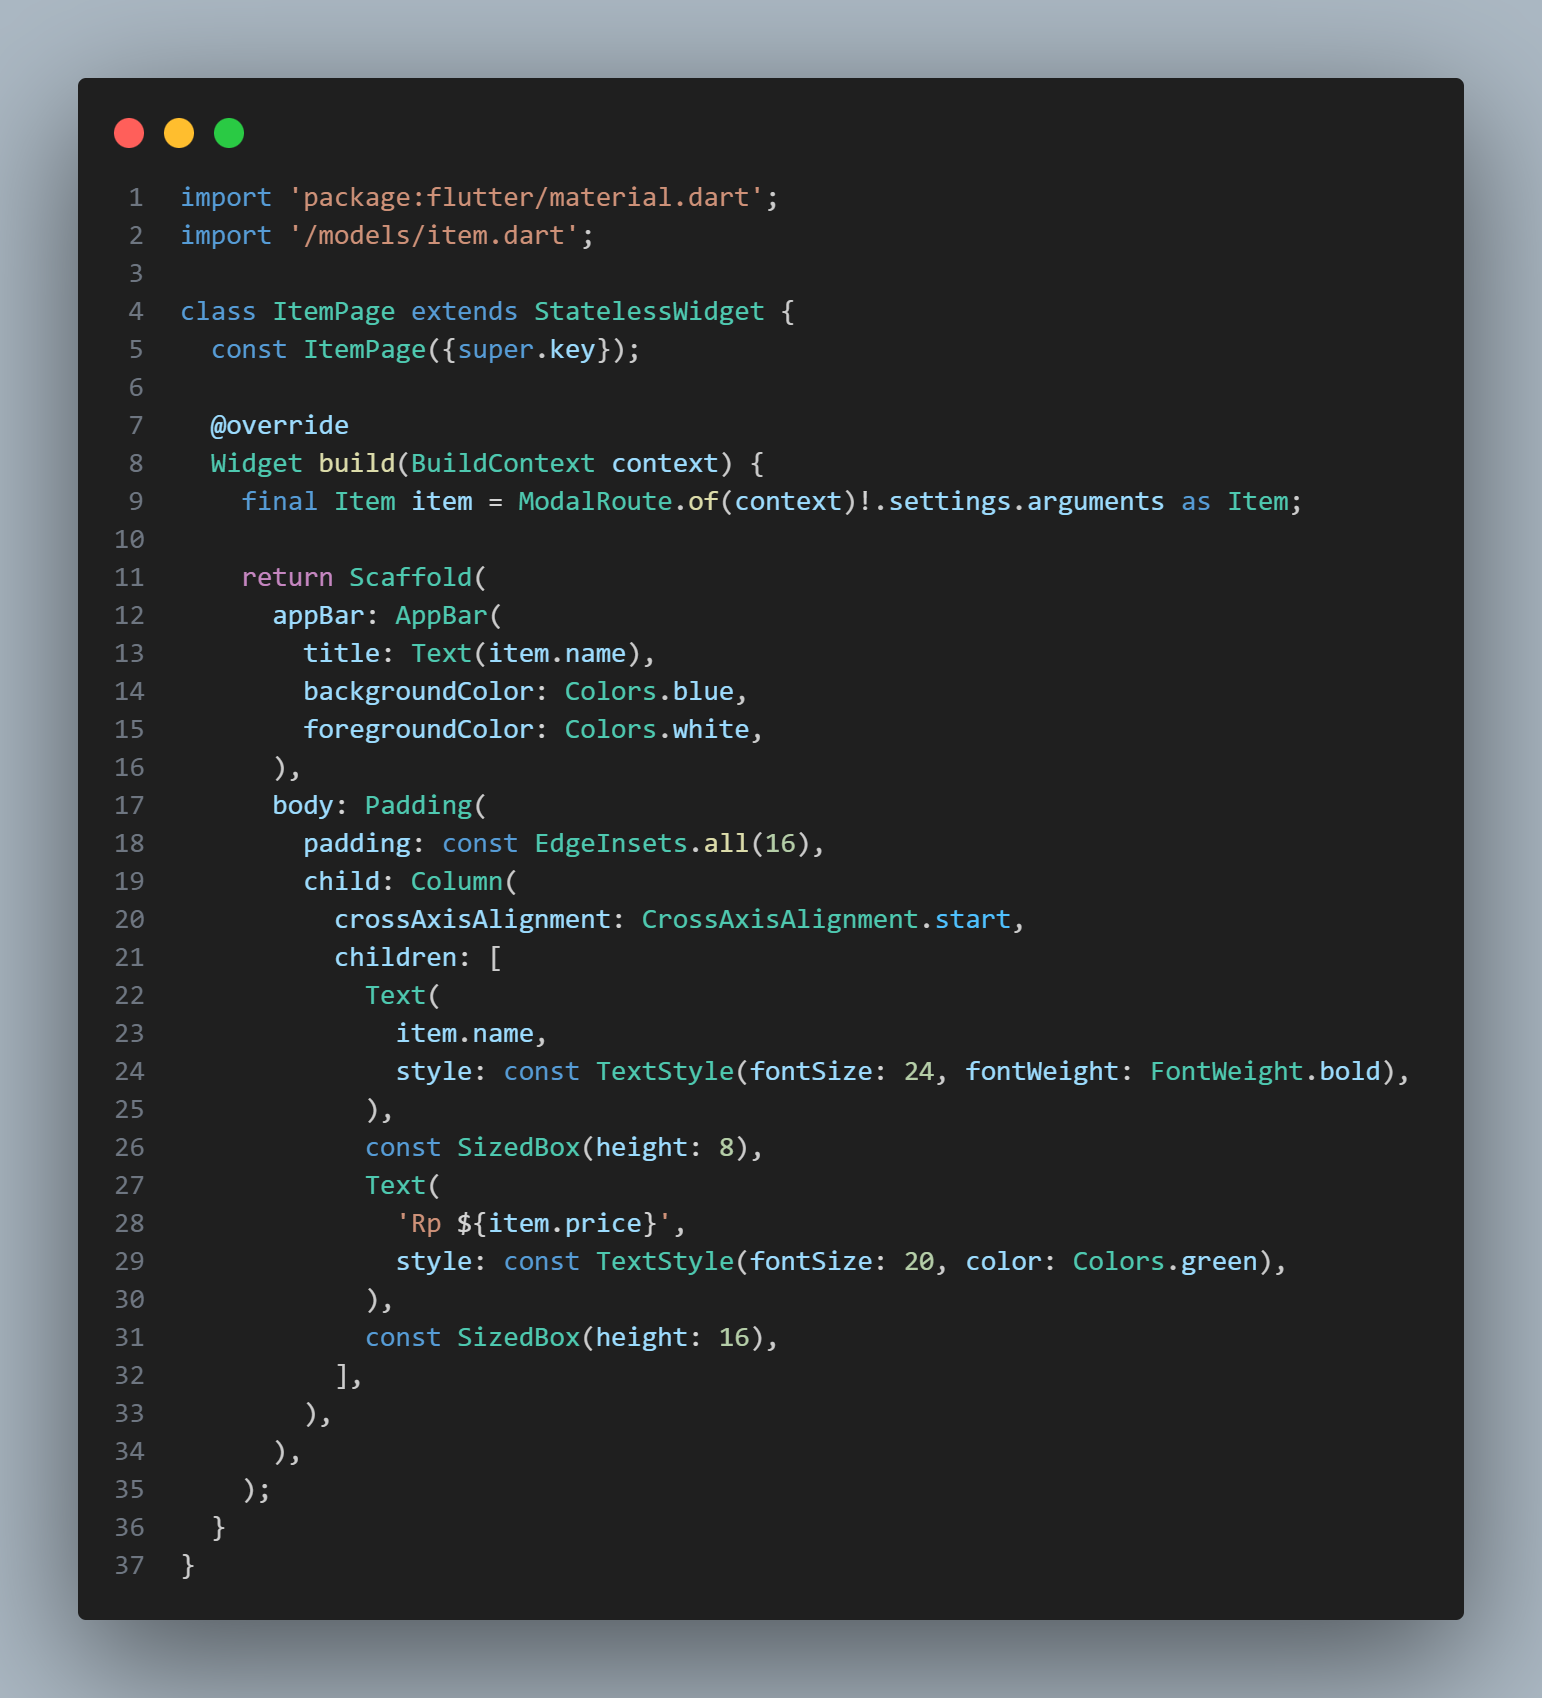 1 import 'package:flutter/material.dart';
2 import '/models/item.dart';
3
4 class ItemPage extends StatelessWidget {
5   const ItemPage({super.key});
6
7   @override
8   Widget build(BuildContext context) {
9     final Item item = ModalRoute.of(context)!.settings.arguments as Item;
10
11     return Scaffold(
12       appBar: AppBar(
13         title: Text(item.name),
14         backgroundColor: Colors.blue,
15         foregroundColor: Colors.white,
16       ),
17       body: Padding(
18         padding: const EdgeInsets.all(16),
19         child: Column(
20           crossAxisAlignment: CrossAxisAlignment.start,
21           children: [
22             Text(
23               item.name,
24               style: const TextStyle(fontSize: 24, fontWeight: FontWeight.bold),
25             ),
26             const SizedBox(height: 8),
27             Text(
28               'Rp ${item.price}',
29               style: const TextStyle(fontSize: 20, color: Colors.green),
30             ),
31             const SizedBox(height: 16),
32           ],
33         ),
34       ),
35     );
36   }
37 }